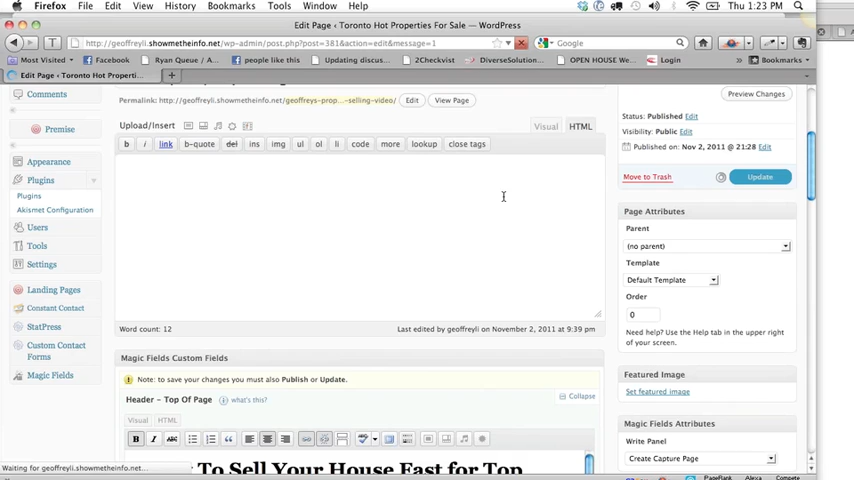 Firefox File Edit View History Bookmarks Tools Window Help Thu 1:23 PM
Edit Page ‹ Toronto Hot Properties For Sale — WordPress
http://geoffreyli.showmetheinfo.net/wp-admin/post.php?post=381&action=edit&message=1
Google
Most Visited Facebook Ryan Queue / A... people like this Updating discus... 2Checkvist DiverseSolution... OPEN HOUSE We... Login Bookmarks
Edit Page ‹ Toronto Hot Properti...
Comments
Premise
Appearance
Plugins
Plugins
Akismet Configuration
Users
Tools
Settings
Landing Pages
Constant Contact
StatPress
Custom Contact
Forms
Magic Fields
Permalink: http://geoffreyli.showmetheinfo.net/geoffreys-prop...-selling-video/ Edit View Page
Upload/Insert Visual HTML
b i link b-quote del ins img ul ol li code more lookup close tags
Word count: 12 Last edited by geoffreyli on November 2, 2011 at 9:39 pm
Magic Fields Custom Fields
Note: to save your changes you must also Publish or Update.
Header – Top Of Page what's this? Collapse
Visual HTML
B I ABC
To Sell Your House Fast for Top
Preview Changes
Status: Published Edit
Visibility: Public Edit
Published on: Nov 2, 2011 @ 21:28 Edit
Move to Trash Update
Page Attributes
Parent
(no parent)
Template
Default Template
Order
0
Need help? Use the Help tab in the upper right
of your screen.
Featured Image
Set featured image
Magic Fields Attributes
Write Panel
Create Capture Page
Waiting for geoffreyli.showmetheinfo.net...
PageRank Alexa Compete